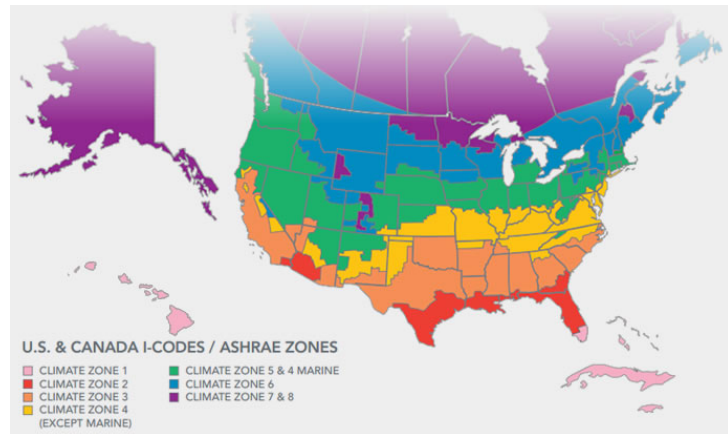 U.S. & CANADA I-CODES / ASHRAE ZONES
CLIMATE ZONE 1
CLIMATE ZONE 2
CLIMATE ZONE 3
CLIMATE ZONE 4
(EXCEPT MARINE)
CLIMATE ZONE 5 & 4 MARINE
CLIMATE ZONE 6
CLIMATE ZONE 7 & 8